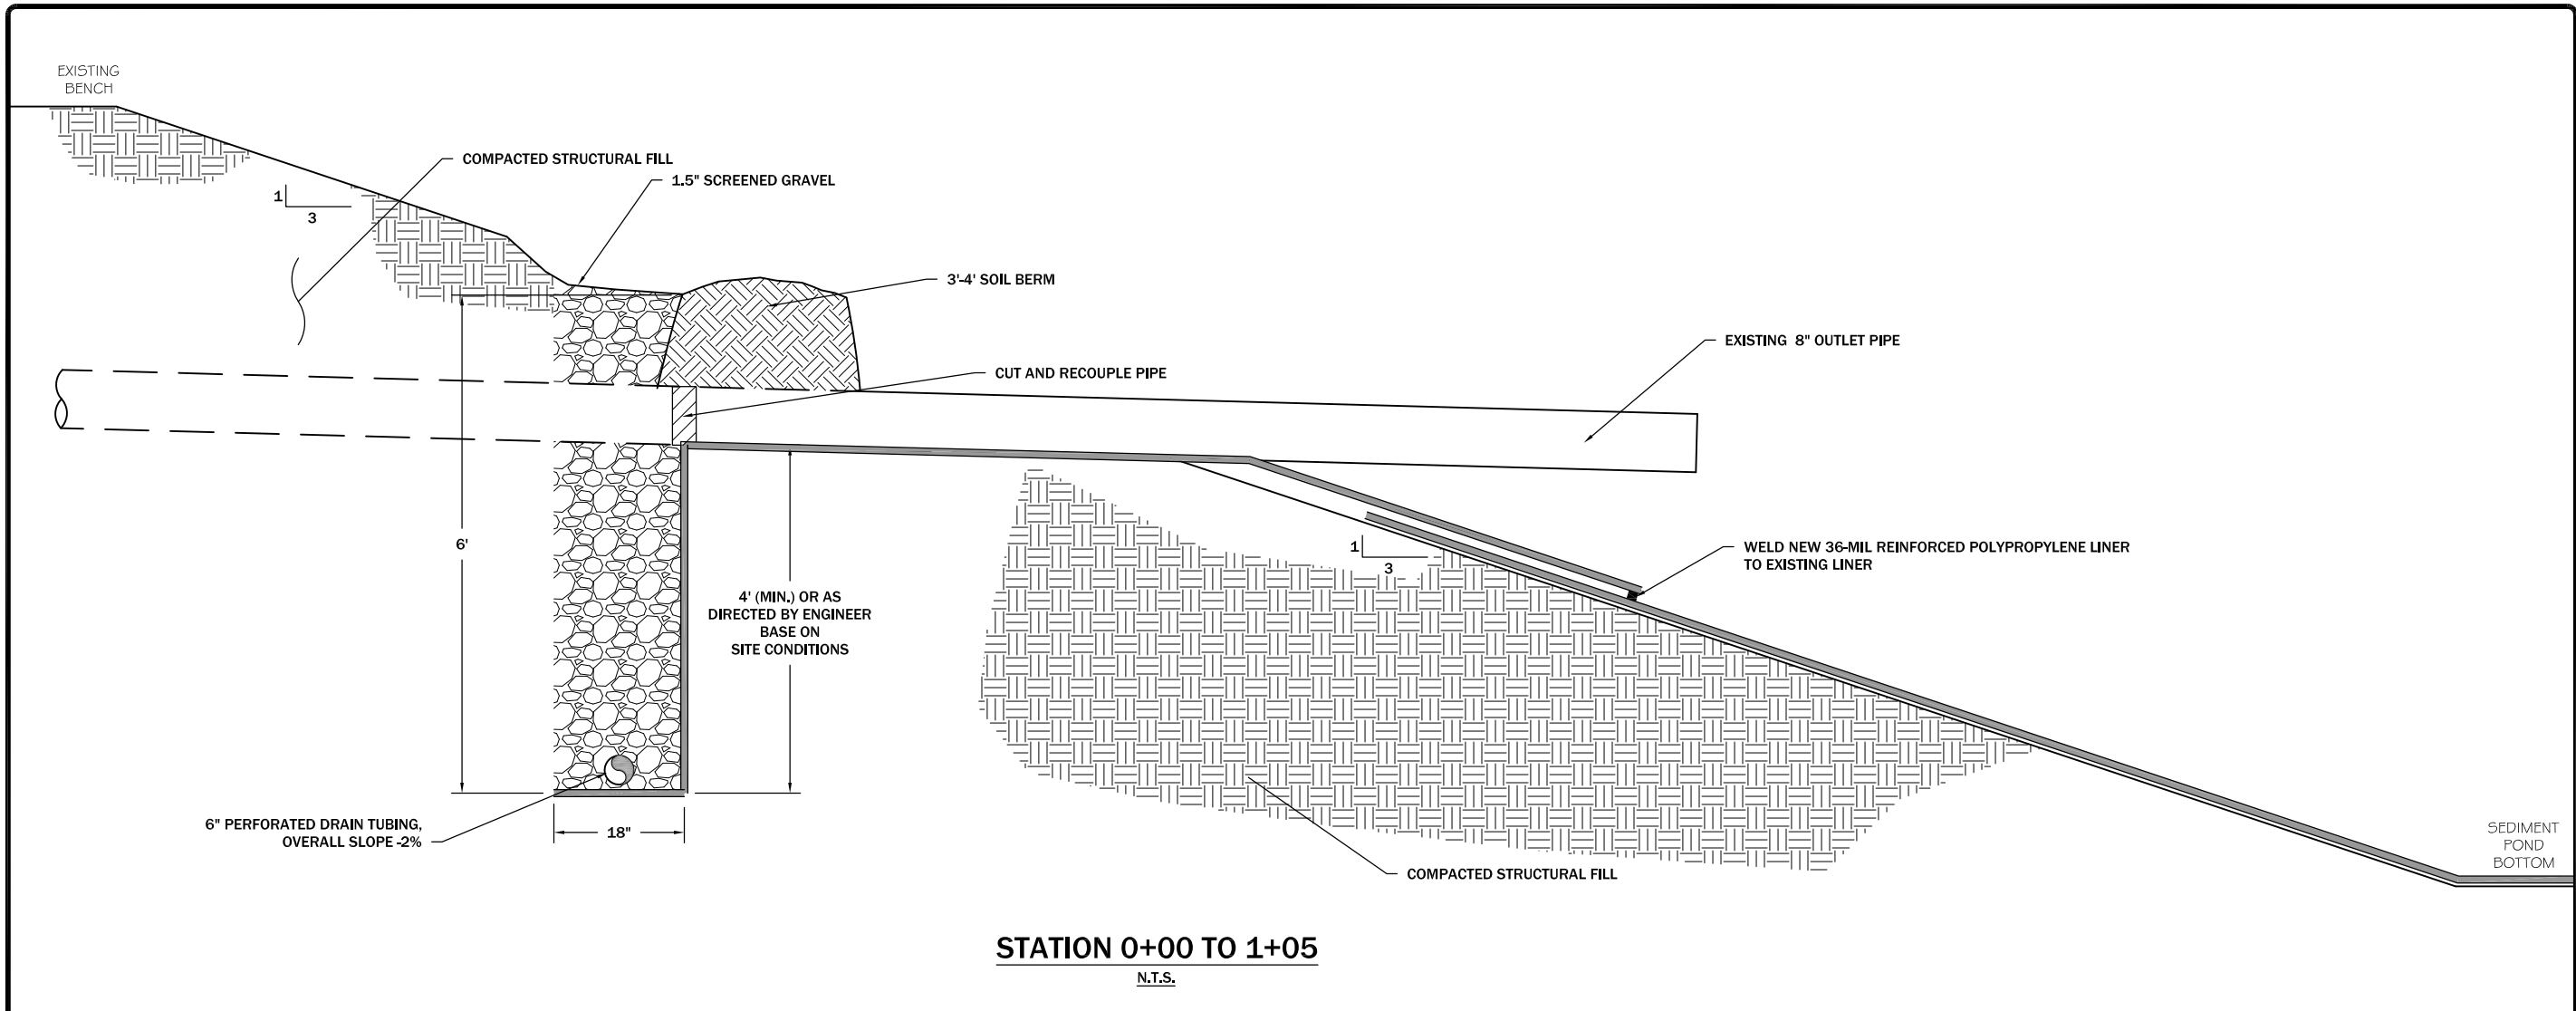 EXISTING
BENCH
COMPACTED STRUCTURAL FILL
1.5" SCREENED GRAVEL
1
3
3'-4' SOIL BERM
EXISTING 8" OUTLET PIPE
CUT AND RECOUPLE PIPE
6'
1
3
WELD NEW 36-MIL REINFORCED POLYPROPYLENE LINER
TO EXISTING LINER
4' (MIN.) OR AS
DIRECTED BY ENGINEER
BASE ON
SITE CONDITIONS
6" PERFORATED DRAIN TUBING,
OVERALL SLOPE -2%
18"
SEDIMENT
POND
BOTTOM
COMPACTED STRUCTURAL FILL
STATION 0+00 TO 1+05
N.T.S.